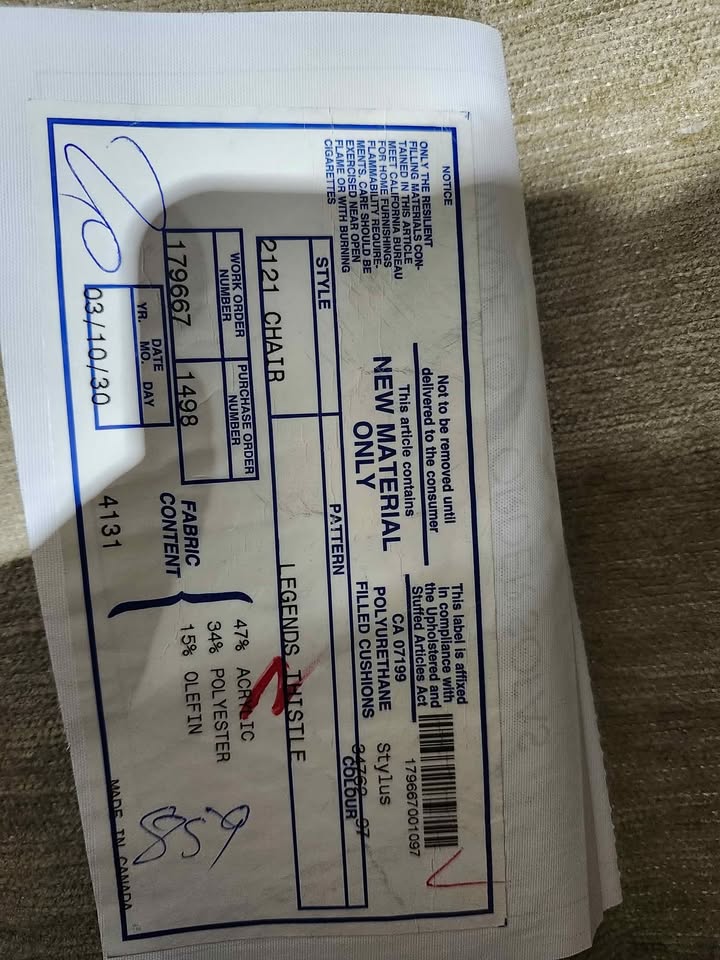 NOTICE
ONLY THE RESILIENT
FILLING MATERIALS CON-
TAINED IN THIS ARTICLE
MEET CALIFORNIA BUREAU
FOR HOME FURNISHINGS
FLAMMABILITY REQUIRE-
MENTS. CARE SHOULD BE
EXERCISED NEAR OPEN
FLAME OR WITH BURNING
CIGARETTES
Not to be removed until
delivered to the consumer
This article contains
NEW MATERIAL
ONLY
This label is affixed
in compliance with
the Upholstered and
Stuffed Articles Act
CA 07199
POLYURETHANE
FILLED CUSHIONS
179667001097
Stylus
STYLE
PATTERN
COLOUR
2121 CHAIR
LEGENDS THISTLE
WORK ORDER
NUMBER
PURCHASE ORDER
NUMBER
179667
1498
DATE
YR. MO. DAY
03/10/30
FABRIC
CONTENT
47% ACRYLIC
34% POLYESTER
15% OLEFIN
4131
MADE IN CANADA